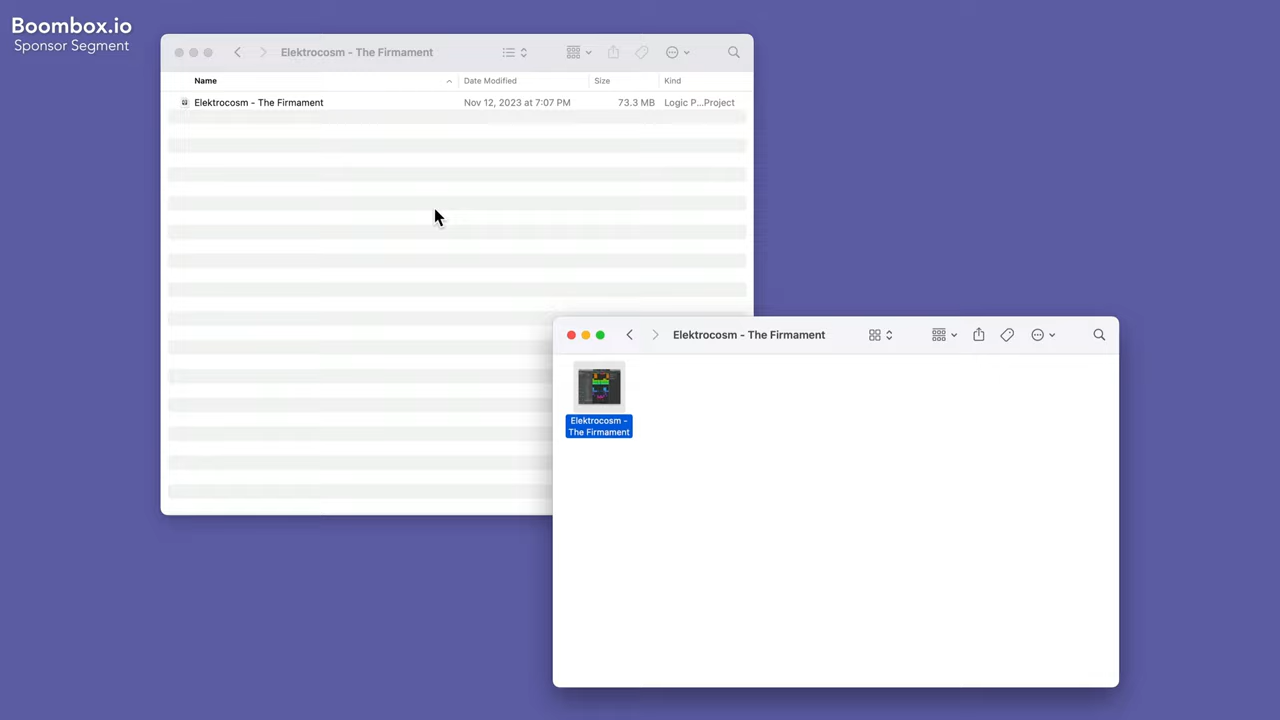 Boombox.io
Sponsor Segment
Elektrocosm - The Firmament
Name Date Modified Size Kind
Elektrocosm - The Firmament Nov 12, 2023 at 7:07 PM 73.3 MB Logic P...Project
Elektrocosm - The Firmament
Elektrocosm -
The Firmament